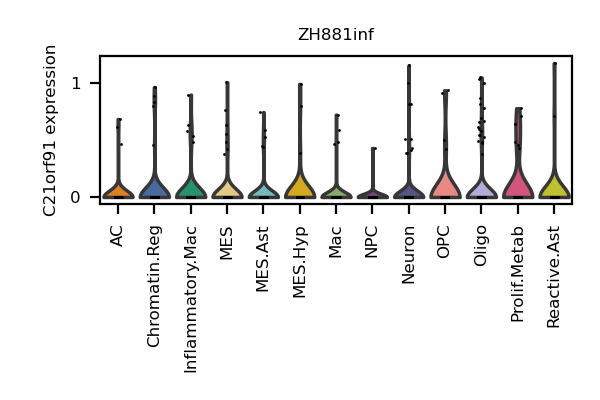 ZH881inf
C21orf91 expression
1
0
AC
Chromatin.Reg
Inflammatory.Mac
MES
MES.Ast
MES.Hyp
Mac
NPC
Neuron
OPC
Oligo
Prolif.Metab
Reactive.Ast